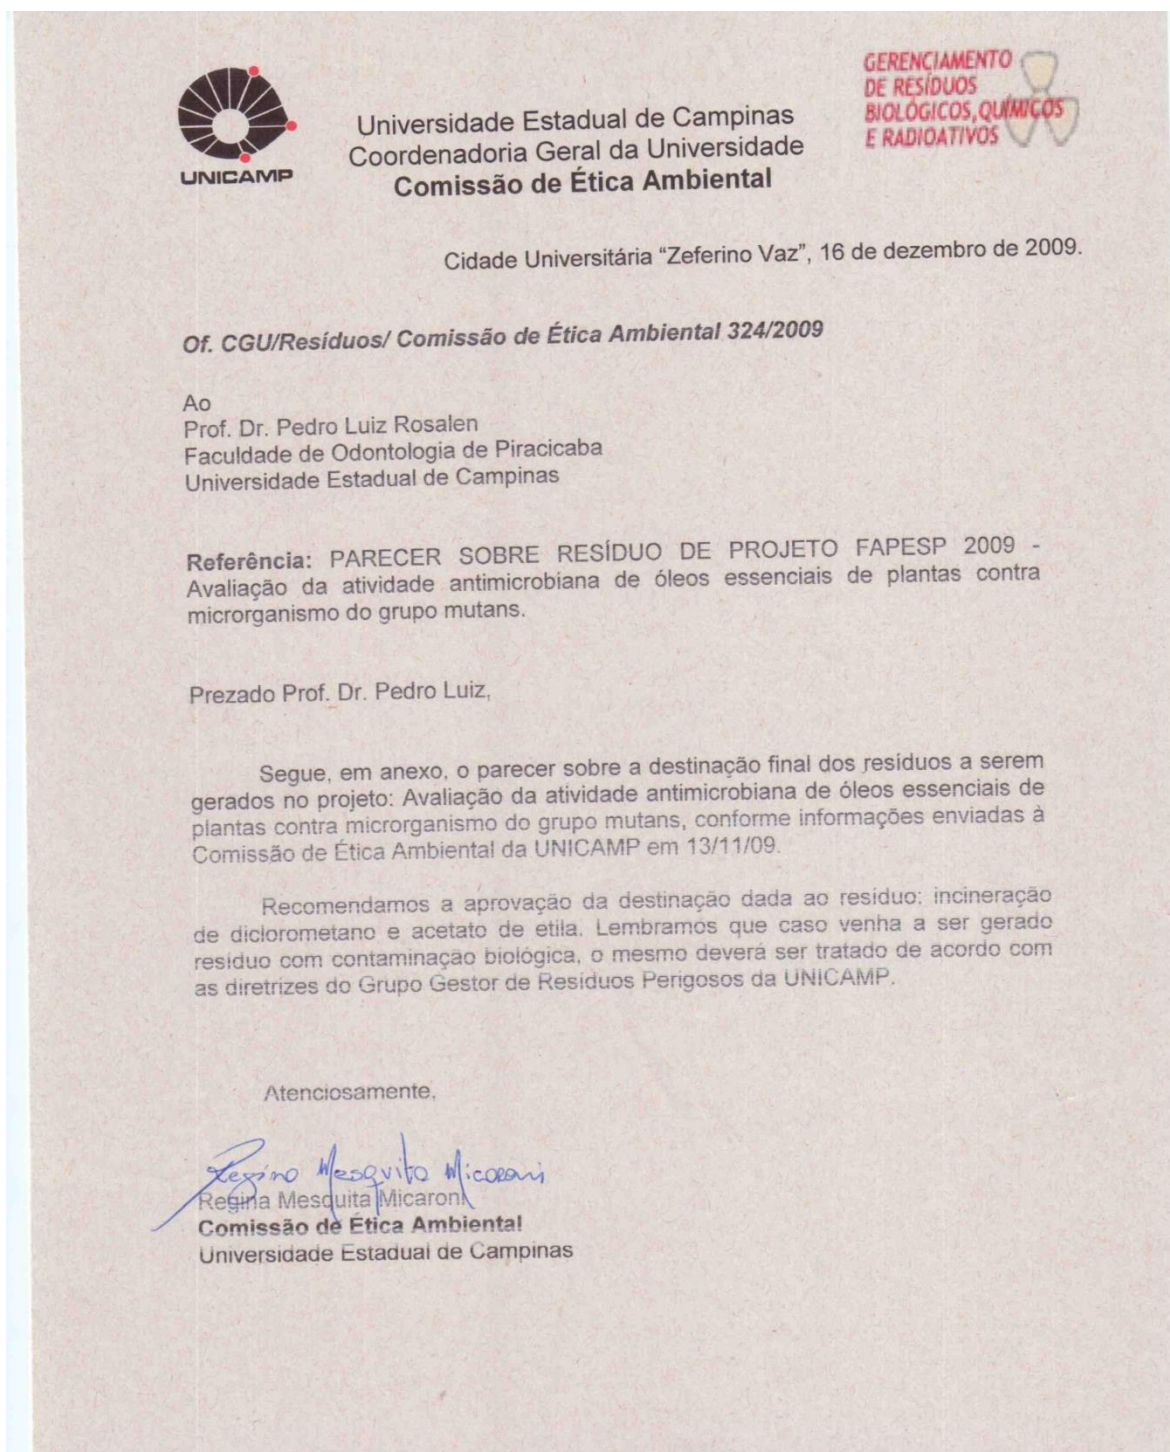 UNICAMP
Universidade Estadual de Campinas
Coordenadoria Geral da Universidade
Comissão de Ética Ambiental
GERENCIAMENTO
DE RESÍDUOS
BIOLÓGICOS, QUÍMICOS
E RADIOATIVOS
Cidade Universitária “Zeferino Vaz”, 16 de dezembro de 2009.
Of. CGU/Resíduos/ Comissão de Ética Ambiental 324/2009
Ao
Prof. Dr. Pedro Luiz Rosalen
Faculdade de Odontologia de Piracicaba
Universidade Estadual de Campinas
Referência: PARECER SOBRE RESÍDUO DE PROJETO FAPESP 2009 -
Avaliação da atividade antimicrobiana de óleos essenciais de plantas contra
microrganismo do grupo mutans.
Prezado Prof. Dr. Pedro Luiz,
Segue, em anexo, o parecer sobre a destinação final dos resíduos a serem
gerados no projeto: Avaliação da atividade antimicrobiana de óleos essenciais de
plantas contra microrganismo do grupo mutans, conforme informações enviadas à
Comissão de Ética Ambiental da UNICAMP em 13/11/09.
Recomendamos a aprovação da destinação dada ao resíduo: incineração
de diclorometano e acetato de etila. Lembramos que caso venha a ser gerado
resíduo com contaminação biológica, o mesmo deverá ser tratado de acordo com
as diretrizes do Grupo Gestor de Resíduos Perigosos da UNICAMP.
Atenciosamente,
Regina Mesquita Micaroni
Regina Mesquita Micaroni
Comissão de Ética Ambiental
Universidade Estadual de Campinas